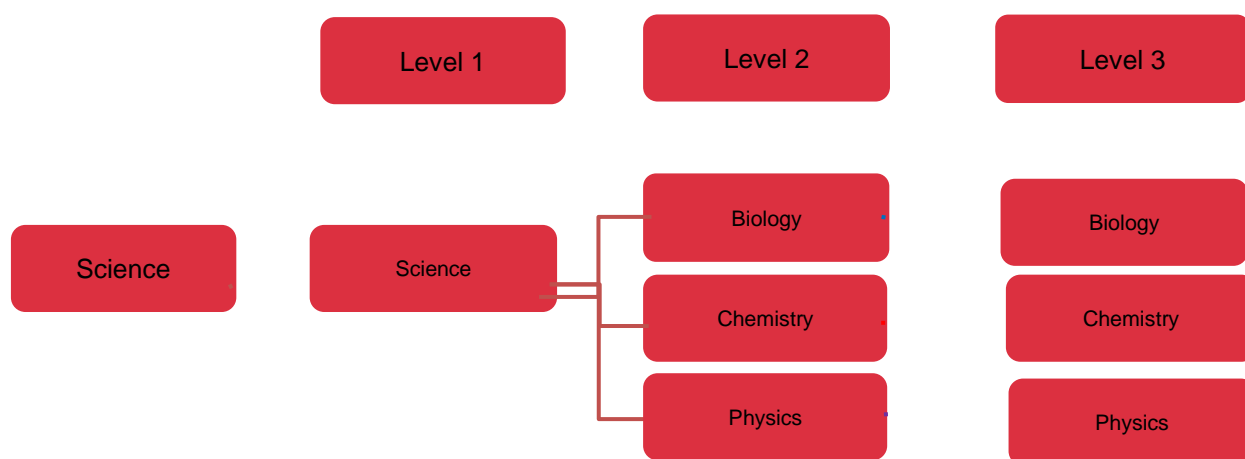 Level 1
Level 2
Level 3
Science
Science
Biology
Biology
Chemistry
Chemistry
Physics
Physics